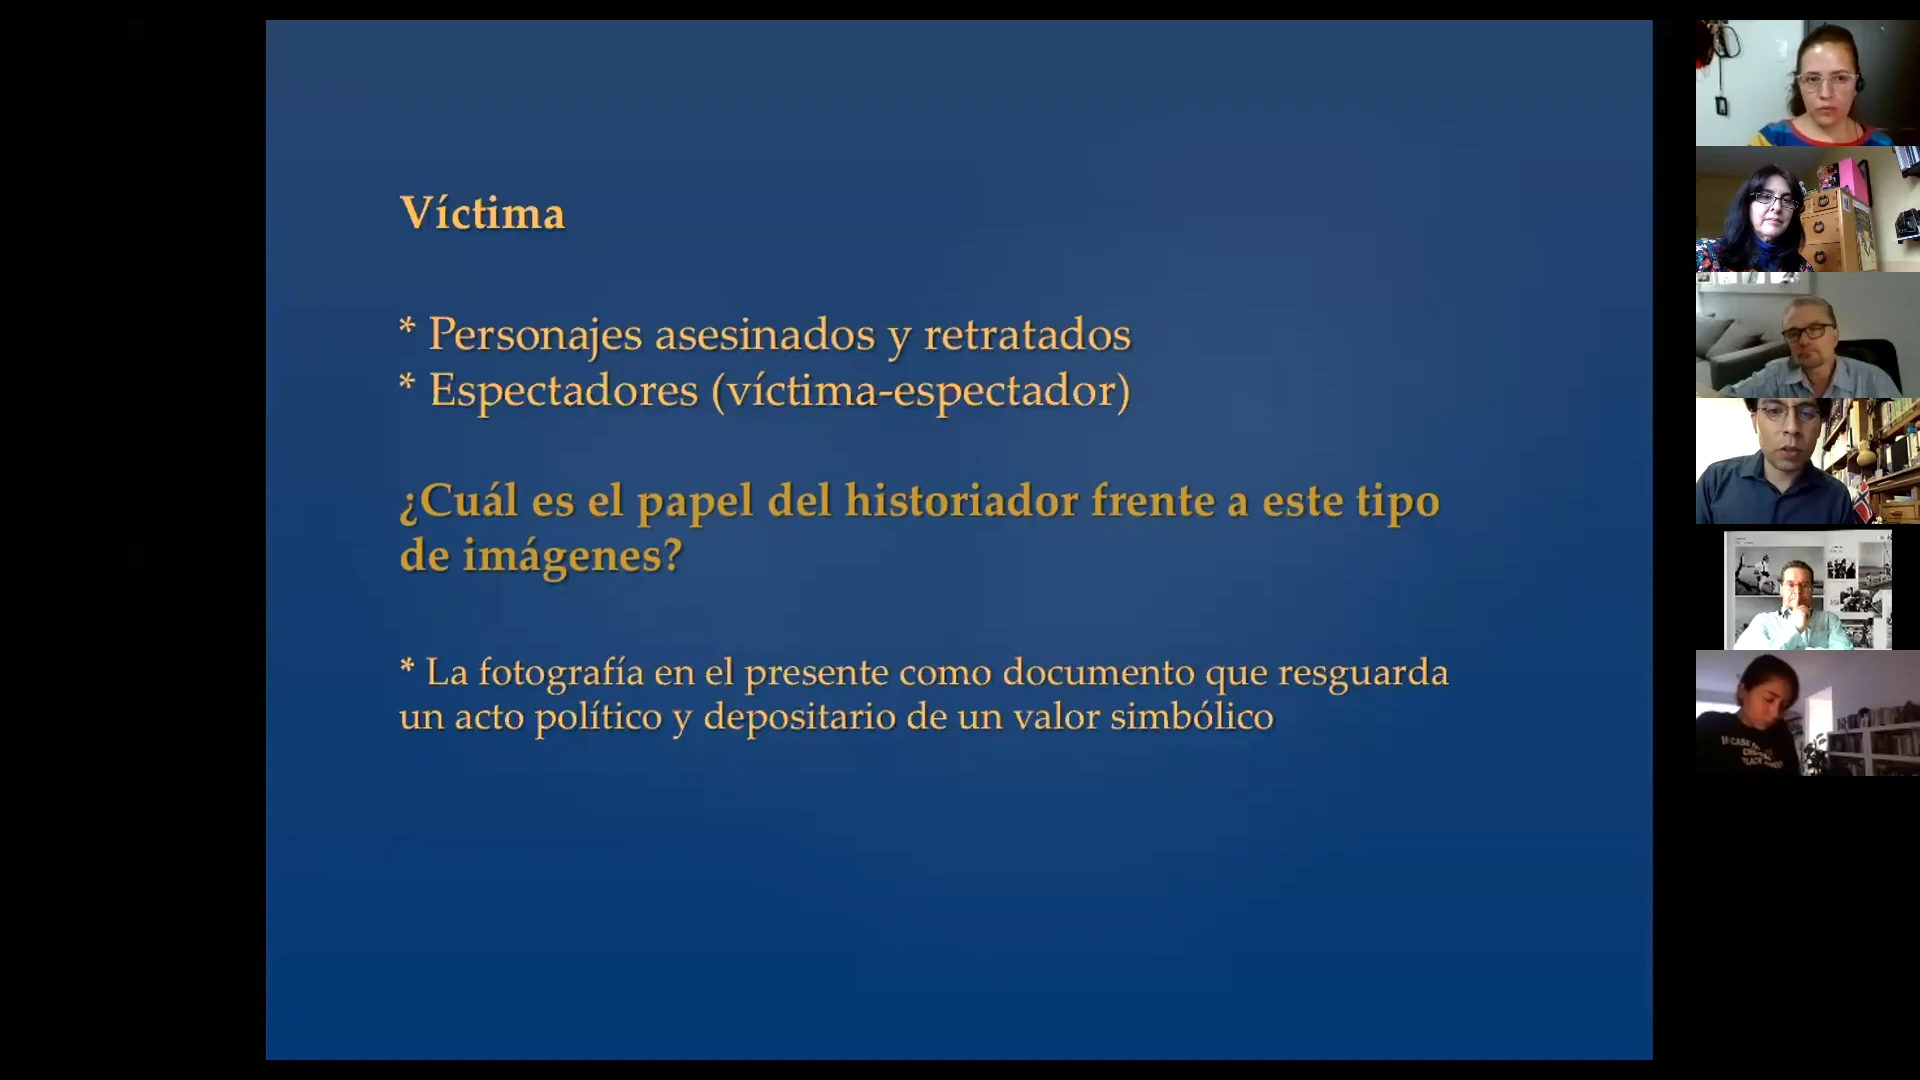 Víctima
* Personajes asesinados y retratados
* Espectadores (víctima-espectador)
¿Cuál es el papel del historiador frente a este tipo
de imágenes?
* La fotografía en el presente como documento que resguarda
un acto político y depositario de un valor simbólico